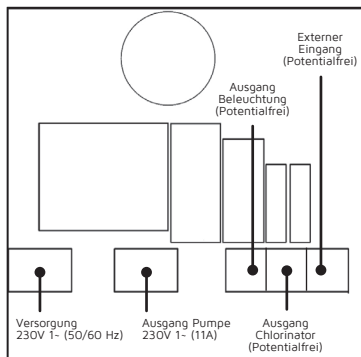 Externer
Eingang
(Potentialfrei)
Ausgang
Beleuchtung
(Potentialfrei)
Versorgung
230V 1~ (50/60 Hz)
Ausgang Pumpe
230V 1~ (11A)
Ausgang
Chlorinator
(Potentialfrei)